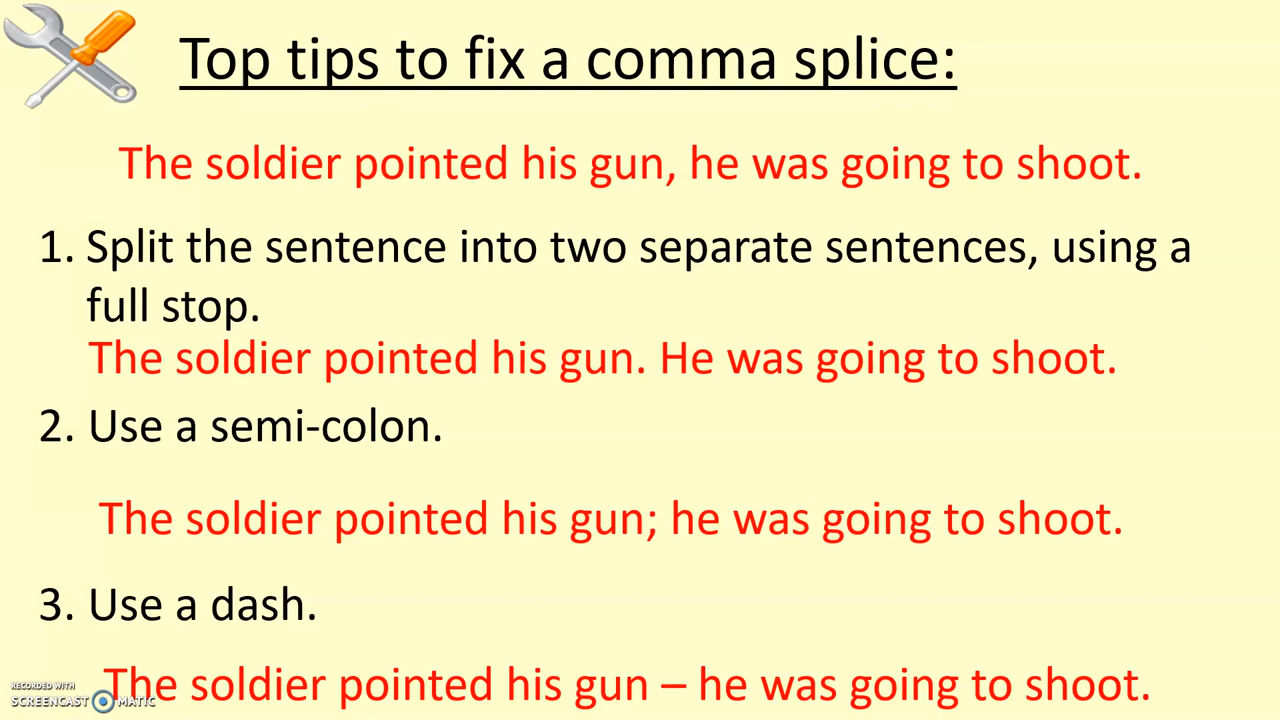 Top tips to fix a comma splice:
The soldier pointed his gun, he was going to shoot.
1. Split the sentence into two separate sentences, using a
full stop.
The soldier pointed his gun. He was going to shoot.
2. Use a semi-colon.
The soldier pointed his gun; he was going to shoot.
3. Use a dash.
The soldier pointed his gun – he was going to shoot.
RECORDED WITH
SCREENCAST MATIC